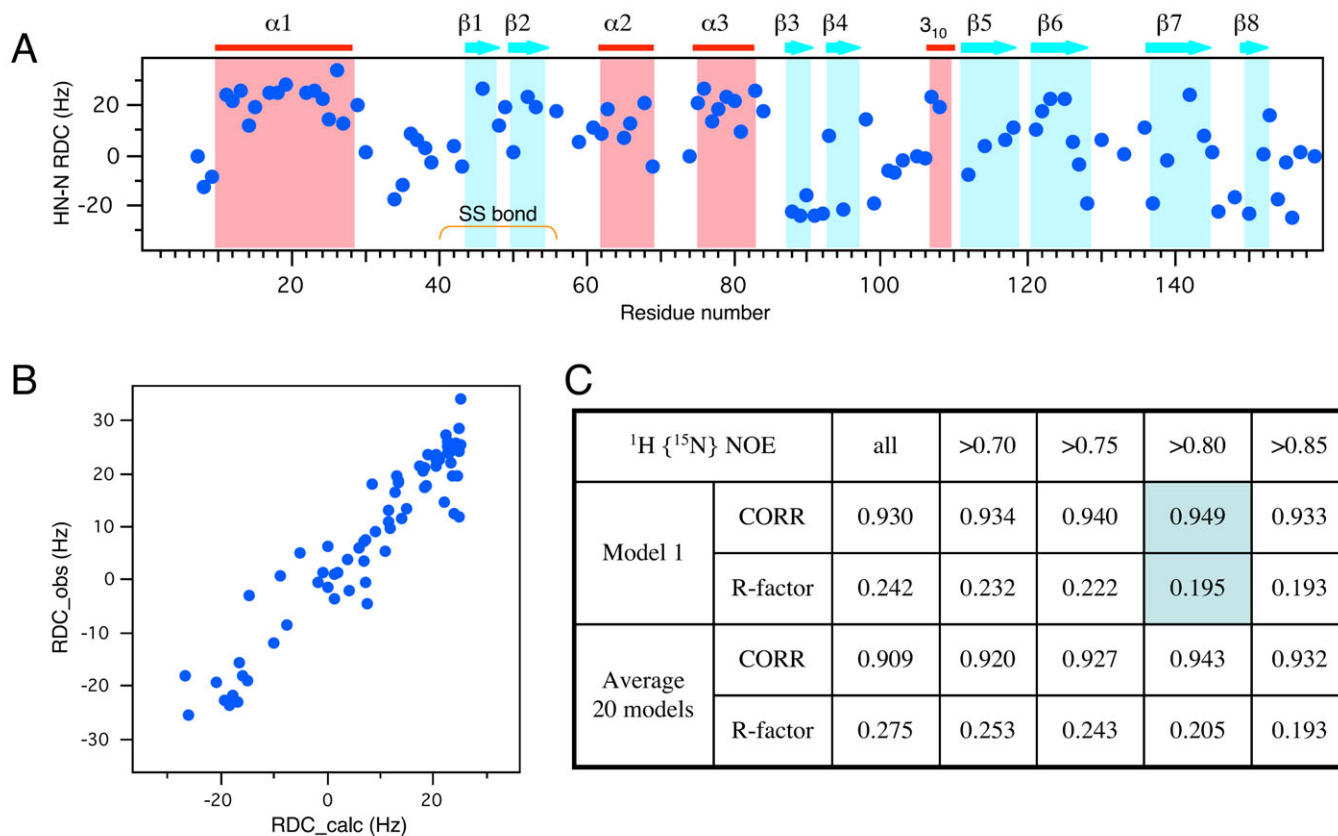 A
α1
β1
β2
α2
α3
β3
β4
3₁₀
β5
β6
β7
β8
HN-N RDC (Hz)
20
0
-20
SS bond
20
40
60
80
100
120
140
Residue number
B
RDC_obs (Hz)
30
20
10
0
-10
-20
-30
-20
0
20
RDC_calc (Hz)
C
¹H {¹⁵N} NOE all >0.70 >0.75 >0.80 >0.85
Model 1
CORR 0.930 0.934 0.940 0.949 0.933
R-factor 0.242 0.232 0.222 0.195 0.193
Average
20 models
CORR 0.909 0.920 0.927 0.943 0.932
R-factor 0.275 0.253 0.243 0.205 0.193